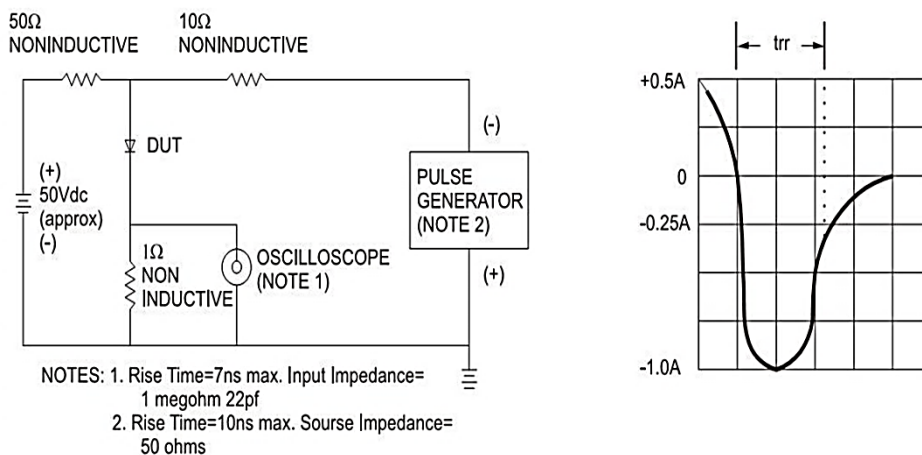 50Ω
NONINDUCTIVE
10Ω
NONINDUCTIVE
DUT
(+)
50Vdc
(approx)
(-)
1Ω
NON
INDUCTIVE
OSCILLOSCOPE
(NOTE 1)
(-)
PULSE
GENERATOR
(NOTE 2)
(+)
NOTES: 1. Rise Time=7ns max. Input Impedance=
1 megohm 22pf
2. Rise Time=10ns max. Sourse Impedance=
50 ohms
trr
+0.5A
0
-0.25A
-1.0A